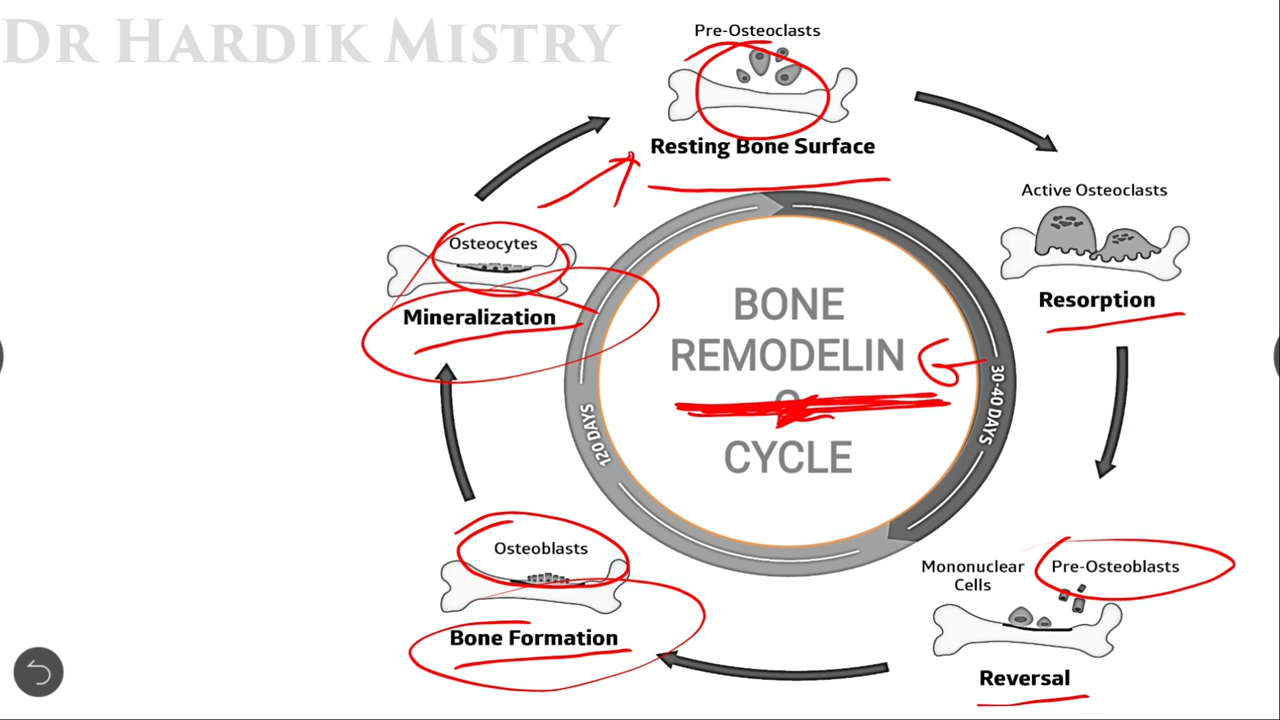 DR HARDIK MISTRY
Pre-Osteoclasts
Resting Bone Surface
Active Osteoclasts
Resorption
30-40 DAYS
Mononuclear
Cells
Pre-Osteoblasts
Reversal
Osteoblasts
Bone Formation
120 DAYS
Osteocytes
Mineralization
BONE
REMODELIN G
CYCLE